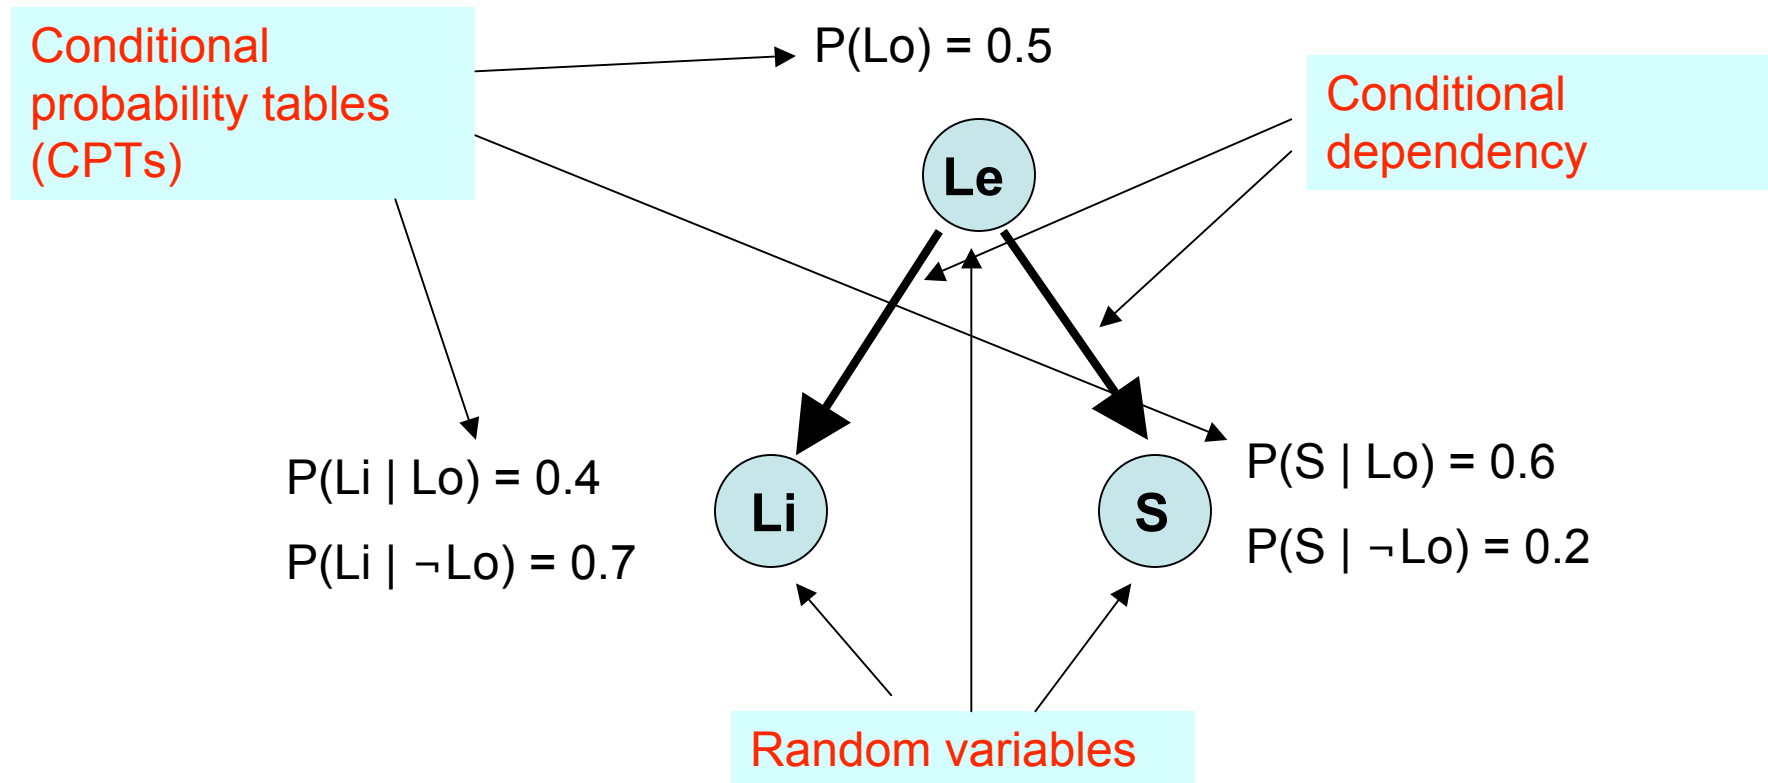 Conditional
probability tables
(CPTs)
P(Lo) = 0.5
Conditional
dependency
Le
P(Li | Lo) = 0.4
P(Li | ¬Lo) = 0.7
Li
S
P(S | Lo) = 0.6
P(S | ¬Lo) = 0.2
Random variables